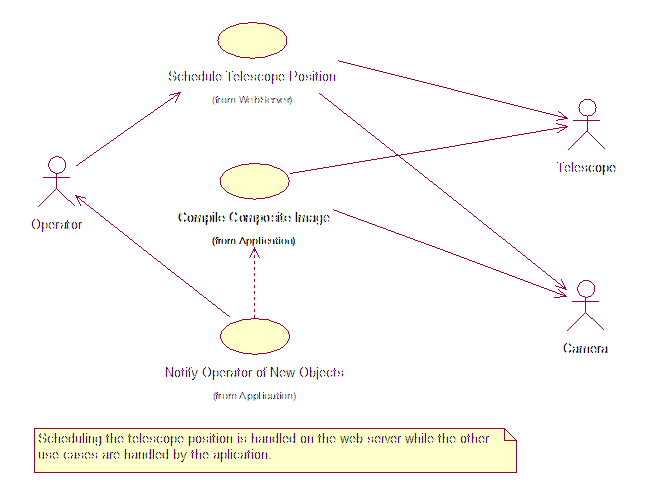 Schedule Telescope Position
(from WebServer)
Telescope
Operator
Compile Composite Image
(from Application)
Camera
Notify Operator of New Objects
(from Application)
Scheduling the telescope position is handled on the web server while the other
use cases are handled by the aplication.